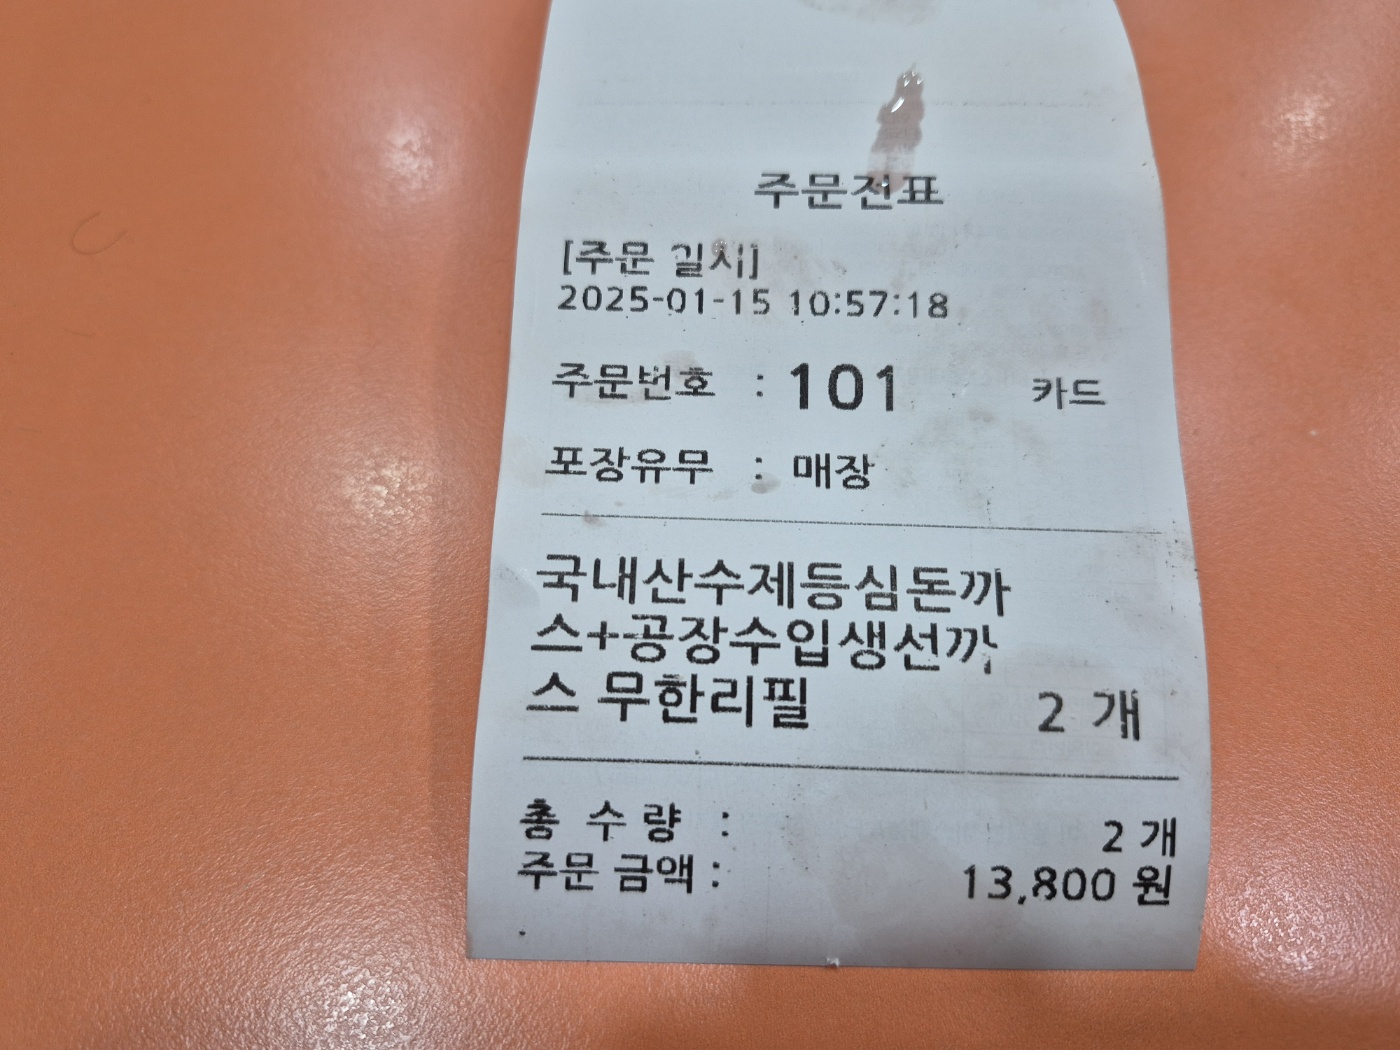 주문전표
[주문 일시]
2025-01-15 10:57:18
주문번호 : 101 카드
포장유무 : 매장
국내산수제등심돈까
스+공장수입생선까
스 무한리필 2 개
총 수 량 : 2 개
주문 금액 : 13,800 원